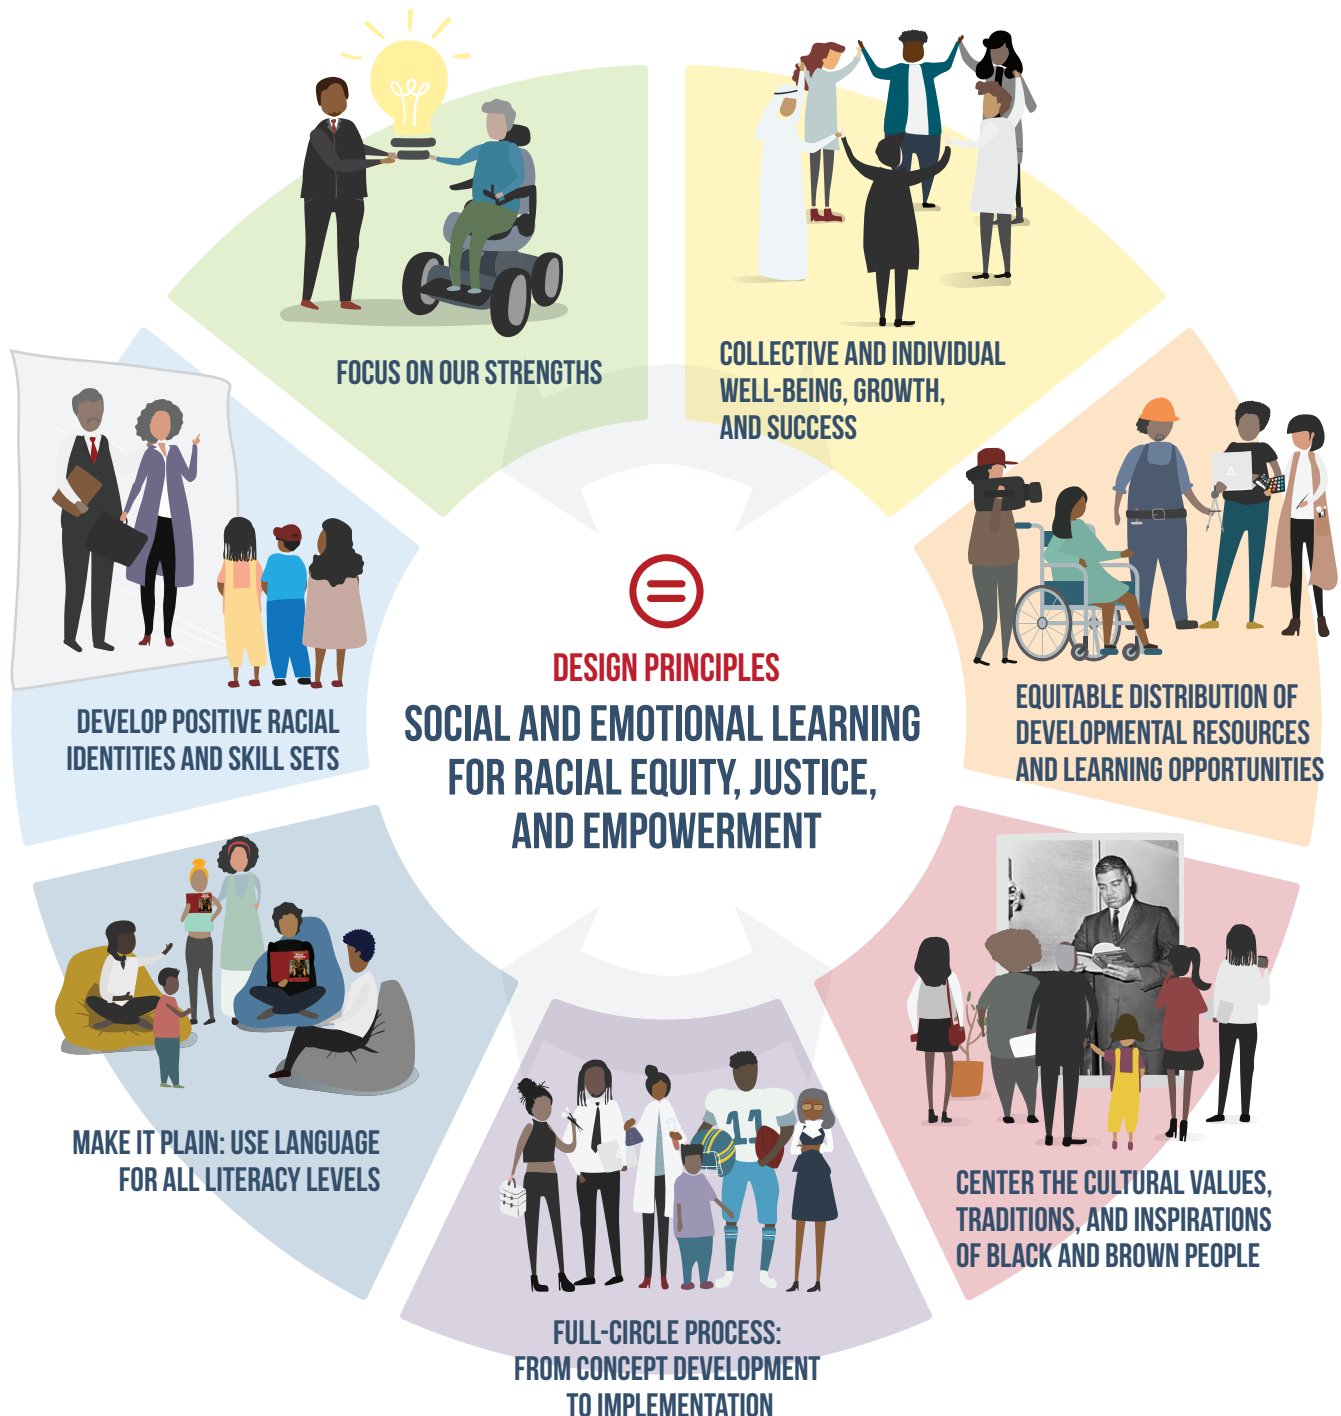 FOCUS ON OUR STRENGTHS
COLLECTIVE AND INDIVIDUAL
WELL-BEING, GROWTH,
AND SUCCESS
EQUITABLE DISTRIBUTION OF
DEVELOPMENTAL RESOURCES
AND LEARNING OPPORTUNITIES
CENTER THE CULTURAL VALUES,
TRADITIONS, AND INSPIRATIONS
OF BLACK AND BROWN PEOPLE
FULL-CIRCLE PROCESS:
FROM CONCEPT DEVELOPMENT
TO IMPLEMENTATION
MAKE IT PLAIN: USE LANGUAGE
FOR ALL LITERACY LEVELS
DEVELOP POSITIVE RACIAL
IDENTITIES AND SKILL SETS
DESIGN PRINCIPLES
SOCIAL AND EMOTIONAL LEARNING
FOR RACIAL EQUITY, JUSTICE,
AND EMPOWERMENT
11